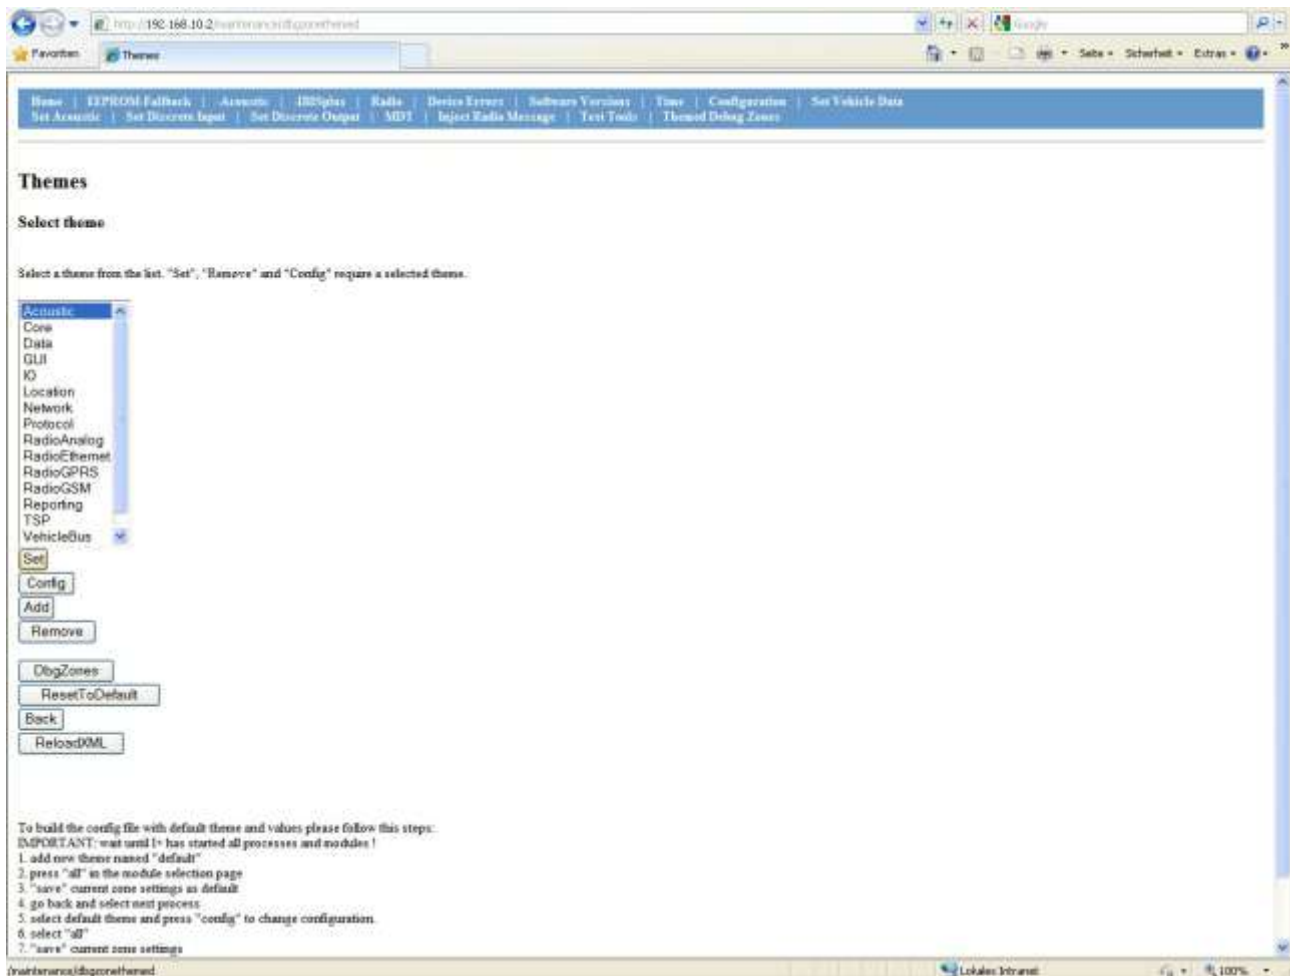 http://192.168.10.2/maintenance/dbgzonethemed
Google
Favoriten
Themes
Seite
Sicherheit
Extras
Home | EEPROM Fallback | Acoustic | IBISplus | Radio | Device Errors | Software Versions | Time | Configuration | Set Vehicle Data
Set Acoustic | Set Discrete Input | Set Discrete Output | MDT | Inject Radio Message | Text Tools | Themed Debug Zones
Themes
Select theme
Select a theme from the list. "Set", "Remove" and "Config" require a selected theme.
Acoustic
Core
Data
GUI
IO
Location
Network
Protocol
RadioAnalog
RadioEthernet
RadioGPRS
RadioGSM
Reporting
TSP
VehicleBus
Set
Config
Add
Remove
DbgZones
ResetToDefault
Back
ReloadXML
To build the config file with default theme and values please follow this steps:
IMPORTANT: wait until I+ has started all processes and modules !
1. add new theme named "default"
2. press "all" in the module selection page
3. "save" current zone settings as default
4. go back and select next process
5. select default theme and press "config" to change configuration.
6. select "all"
7. "save" current zone settings
/maintenance/dbgzonethemed
Lokales Intranet
100%